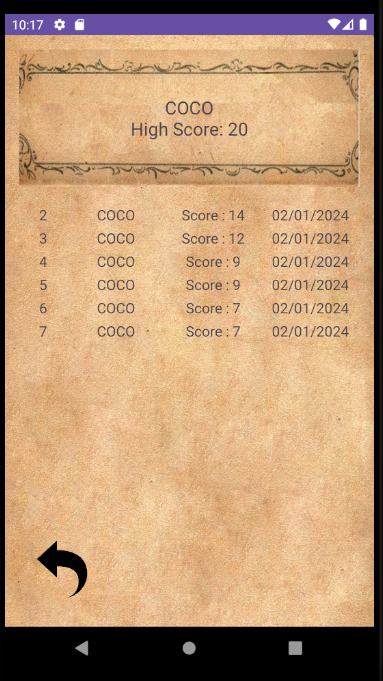 10:17
COCO
High Score: 20
2 COCO Score : 14 02/01/2024
3 COCO Score : 12 02/01/2024
4 COCO Score : 9 02/01/2024
5 COCO Score : 9 02/01/2024
6 COCO Score : 7 02/01/2024
7 COCO Score : 7 02/01/2024